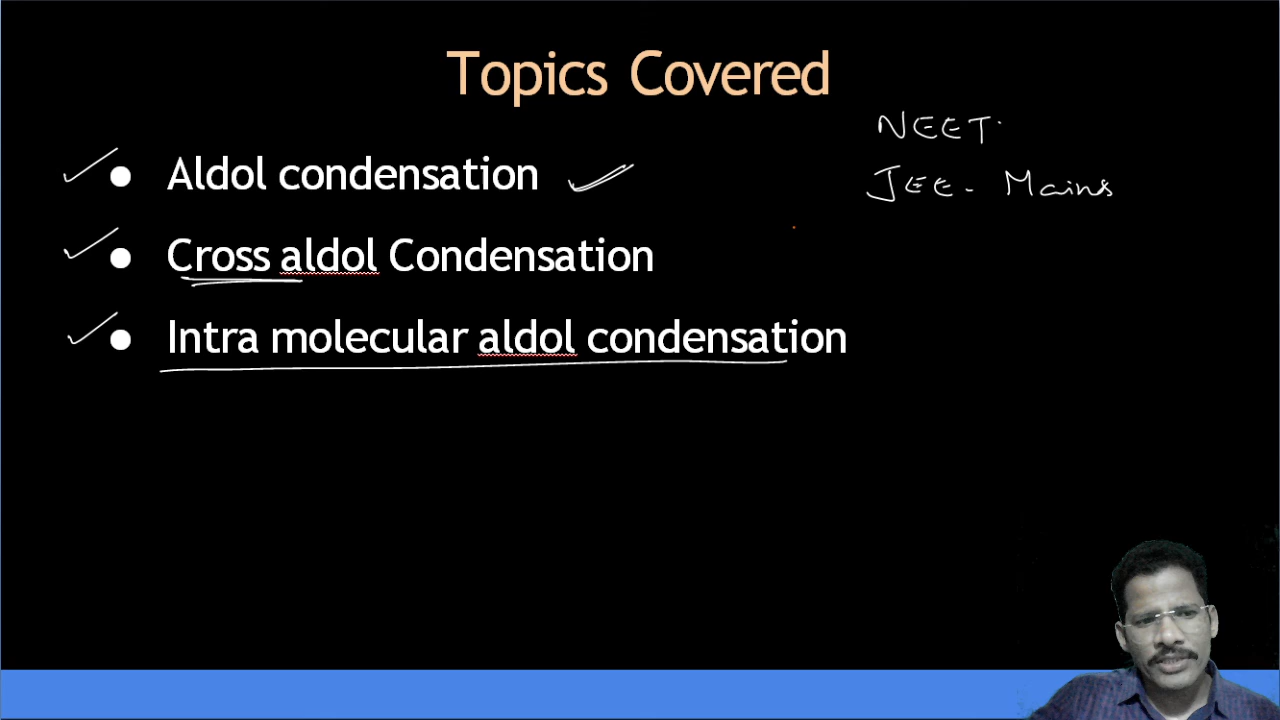 Topics Covered
NEET.
• Aldol condensation
JEE - Mains
• Cross aldol Condensation
• Intra molecular aldol condensation